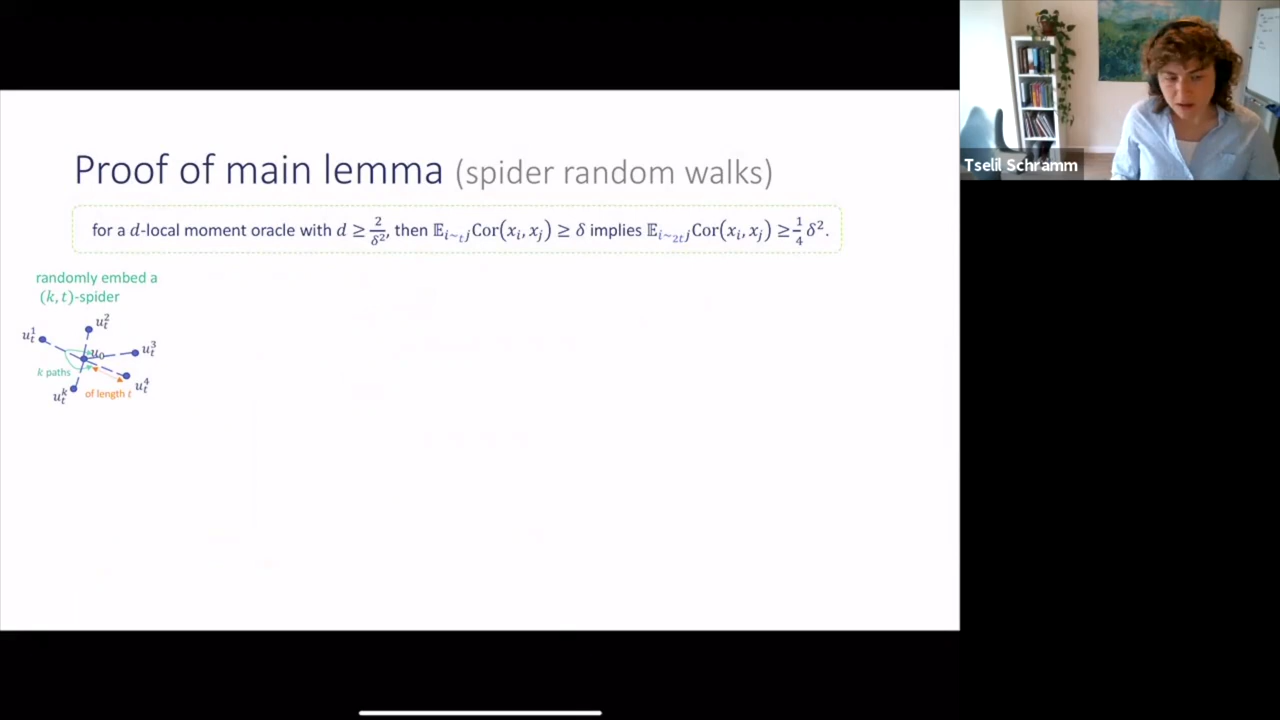 Proof of main lemma (spider random walks)
for a d-local moment oracle with d ≥ 2/δ², then 𝔼_{i∼_t j}Cor(x_i, x_j) ≥ δ implies 𝔼_{i∼_{2t} j}Cor(x_i, x_j) ≥ 1/4 δ².
randomly embed a
(k, t)-spider
u_t^2
u_t^1
u_0
u_t^3
k paths
u_t^4
of length t
u_t^k
Tselil Schramm